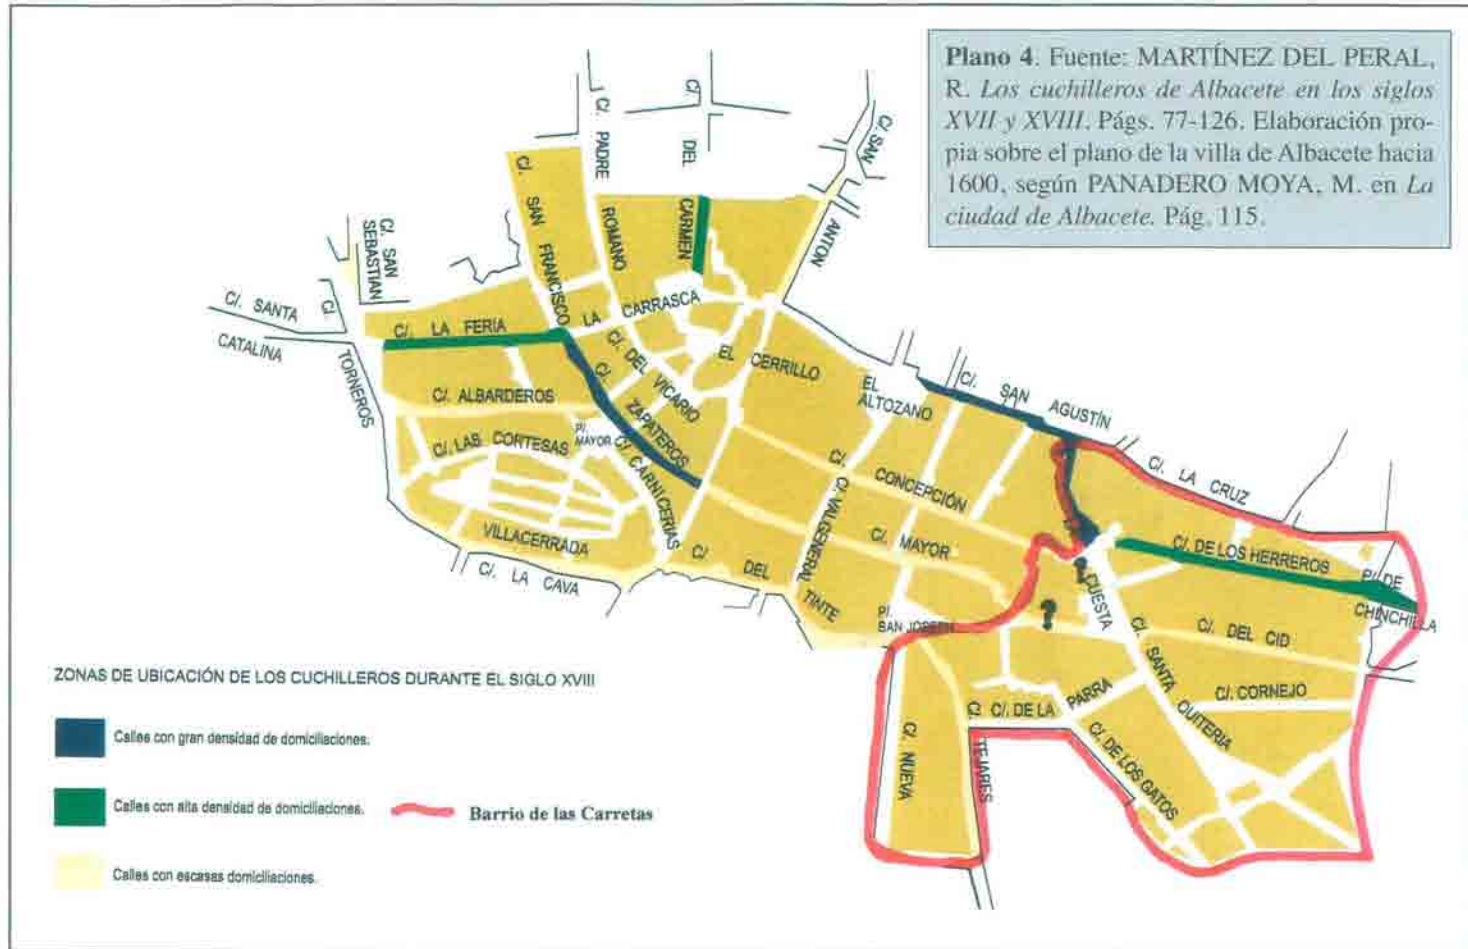 Plano 4. Fuente: MARTÍNEZ DEL PERAL,
R. Los cuchilleros de Albacete en los siglos
XVII y XVIII. Págs. 77-126. Elaboración pro-
pia sobre el plano de la villa de Albacete hacia
1600, según PANADERO MOYA, M. en La
ciudad de Albacete. Pág. 115.
C/. PADRE
ROMANO
C/. DEL
CARMEN
C/. SAN
ANTON
C/. SAN FRANCISCO
C/. SAN
SEBASTIAN
C/. SANTA
CATALINA
C/.
TORNEROS
C/. LA FERIA
LA CARRASCA
C/. DEL VICARIO
EL CERRILLO
C/. ALBARDEROS
C/. ZAPATEROS
C/. LAS CORTESAS
Pl.
MAYOR
C/. CARNICERIAS
VILLACERRADA
C/. LA CAVA
C/. DEL
TINTE
EL
ALTOZANO
C/. SAN AGUSTÍN
C/. CONCEPCIÓN
C/. VALGENERAL
C/. MAYOR
C/. LA CRUZ
C/. DE LOS HERREROS
Pl. DE
CHINCHILLA
CUESTA
?
?
Pl.
SAN JOSEPH
C/. DEL CID
C/. SANTA QUITERIA
C/. CORNEJO
C/. DE LA PARRA
C/. DE LOS GATOS
C/. NUEVA
C/. TEJARES
ZONAS DE UBICACIÓN DE LOS CUCHILLEROS DURANTE EL SIGLO XVIII
Calles con gran densidad de domiciliaciones.
Calles con alta densidad de domiciliaciones.
Barrio de las Carretas
Calles con escasas domiciliaciones.